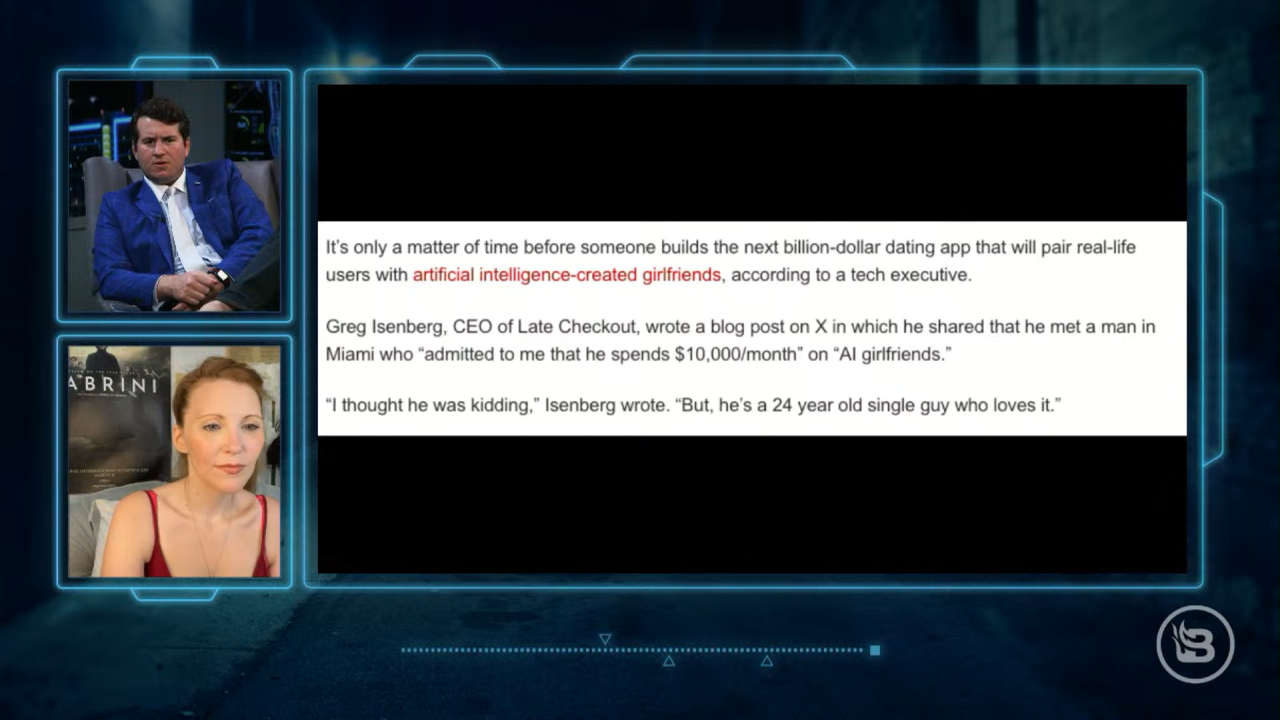 ABRINI
It's only a matter of time before someone builds the next billion-dollar dating app that will pair real-life
users with artificial intelligence-created girlfriends, according to a tech executive.
Greg Isenberg, CEO of Late Checkout, wrote a blog post on X in which he shared that he met a man in
Miami who “admitted to me that he spends $10,000/month” on “AI girlfriends.”
“I thought he was kidding,” Isenberg wrote. “But, he's a 24 year old single guy who loves it.”
B